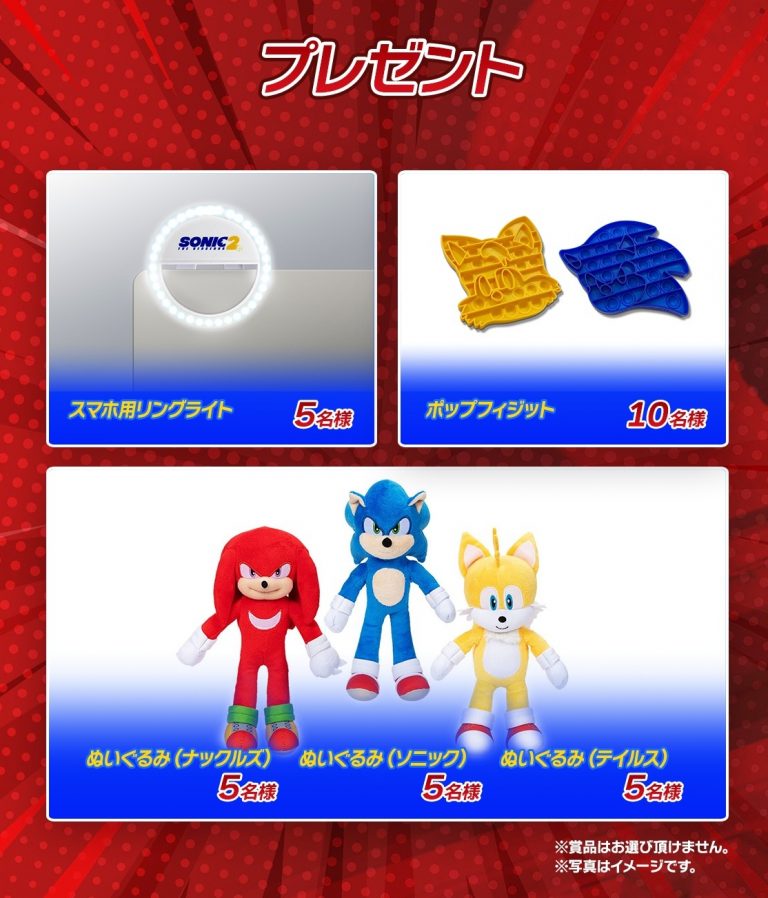 プレゼント
SONIC2
THE HEDGEHOG
スマホ用リングライト
5名様
ポップフィジット
10名様
ぬいぐるみ(ナックルズ)
5名様
ぬいぐるみ(ソニック)
5名様
ぬいぐるみ(テイルス)
5名様
※賞品はお選び頂けません。
※写真はイメージです。